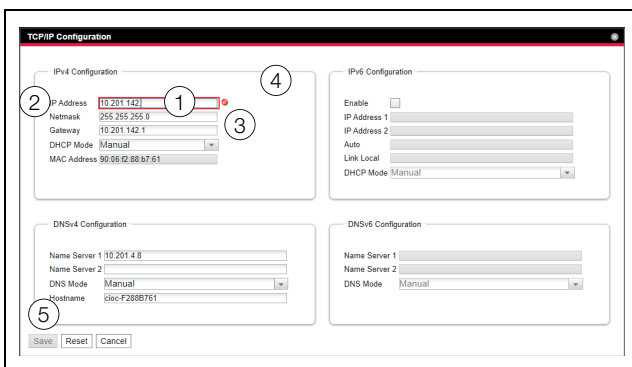 TCP/IP Configuration
IPv4 Configuration
4
2
IP Address 10.201.142.
1
Netmask 255.255.255.0
3
Gateway 10.201.142.1
DHCP Mode Manual
MAC Address 90:06:f2:88:b7:61
IPv6 Configuration
Enable
IP Address 1
IP Address 2
Auto
Link Local
DHCP Mode Manual
DNSv4 Configuration
Name Server 1 10.201.4.8
Name Server 2
DNS Mode Manual
Hostname cioc-F288B761
DNSv6 Configuration
Name Server 1
Name Server 2
DNS Mode Manual
5
Save Reset Cancel